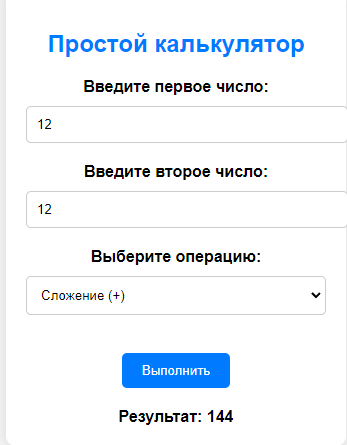 Простой калькулятор
Введите первое число:
12
Введите второе число:
12
Выберите операцию:
Сложение (+)
Выполнить
Результат: 144